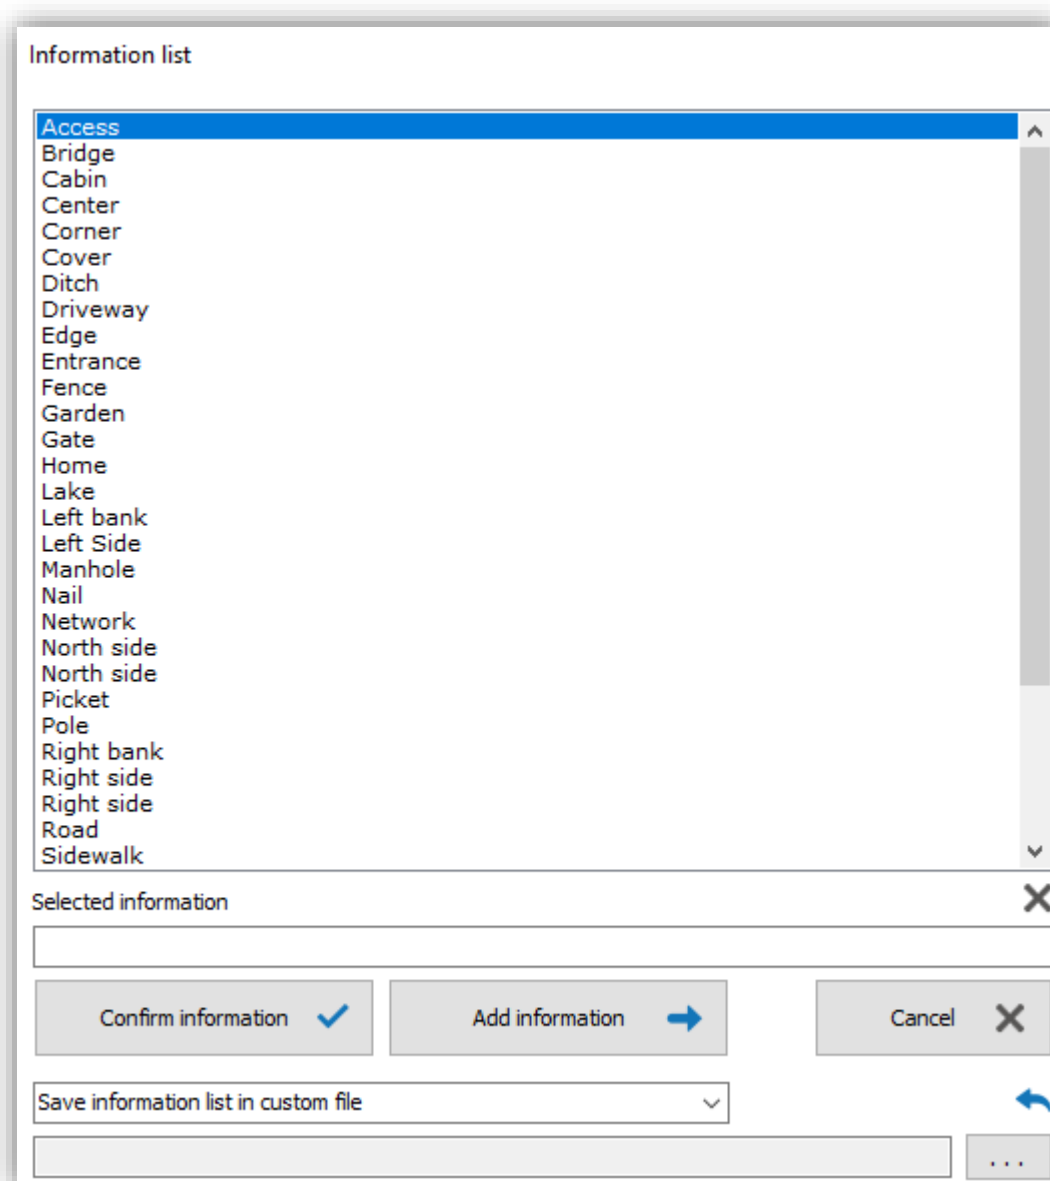 Information list
Access
Bridge
Cabin
Center
Corner
Cover
Ditch
Driveway
Edge
Entrance
Fence
Garden
Gate
Home
Lake
Left bank
Left Side
Manhole
Nail
Network
North side
North side
Picket
Pole
Right bank
Right side
Right side
Road
Sidewalk
Selected information
Confirm information Add information Cancel
Save information list in custom file
...